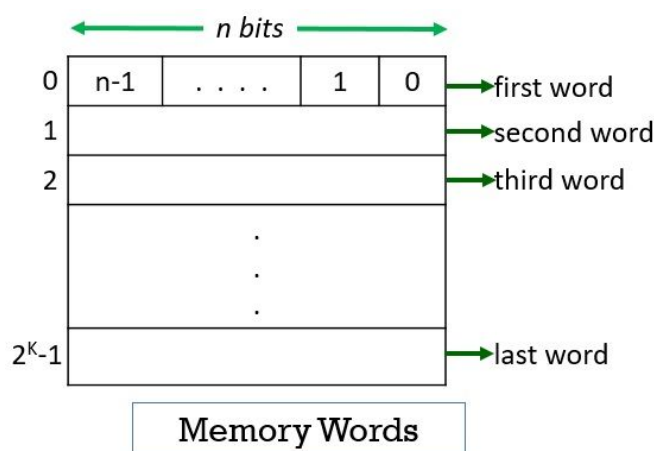 n bits
0 n-1 . . . . 1 0 first word
1 second word
2 third word
.
.
.
2ᴷ-1 last word
Memory Words